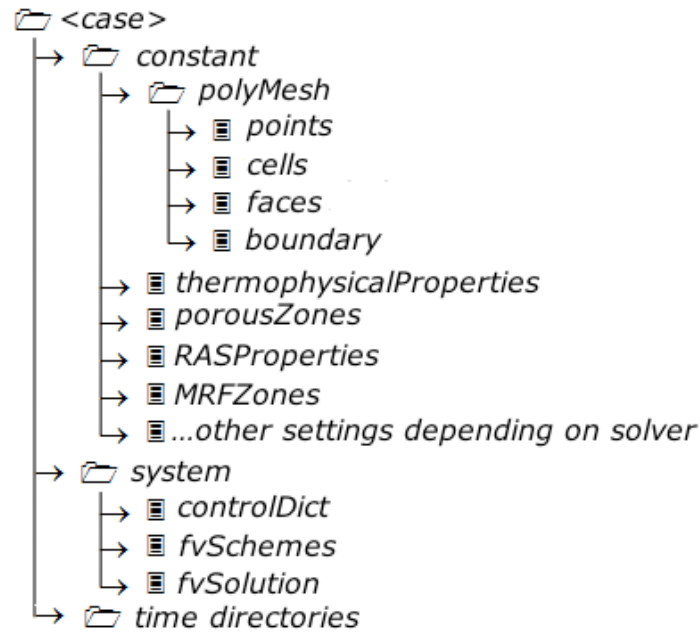 <case>
constant
polyMesh
points
cells
faces
boundary
thermophysicalProperties
porousZones
RASProperties
MRFZones
...other settings depending on solver
system
controlDict
fvSchemes
fvSolution
time directories